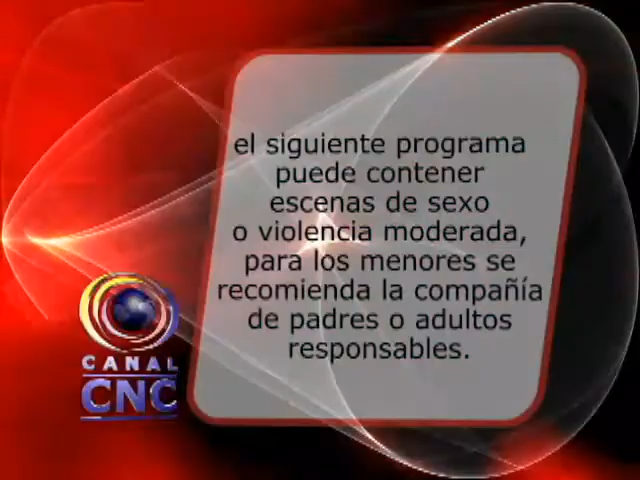 el siguiente programa
puede contener
escenas de sexo
o violencia moderada,
para los menores se
recomienda la compañía
de padres o adultos
responsables.
CANAL
CNC